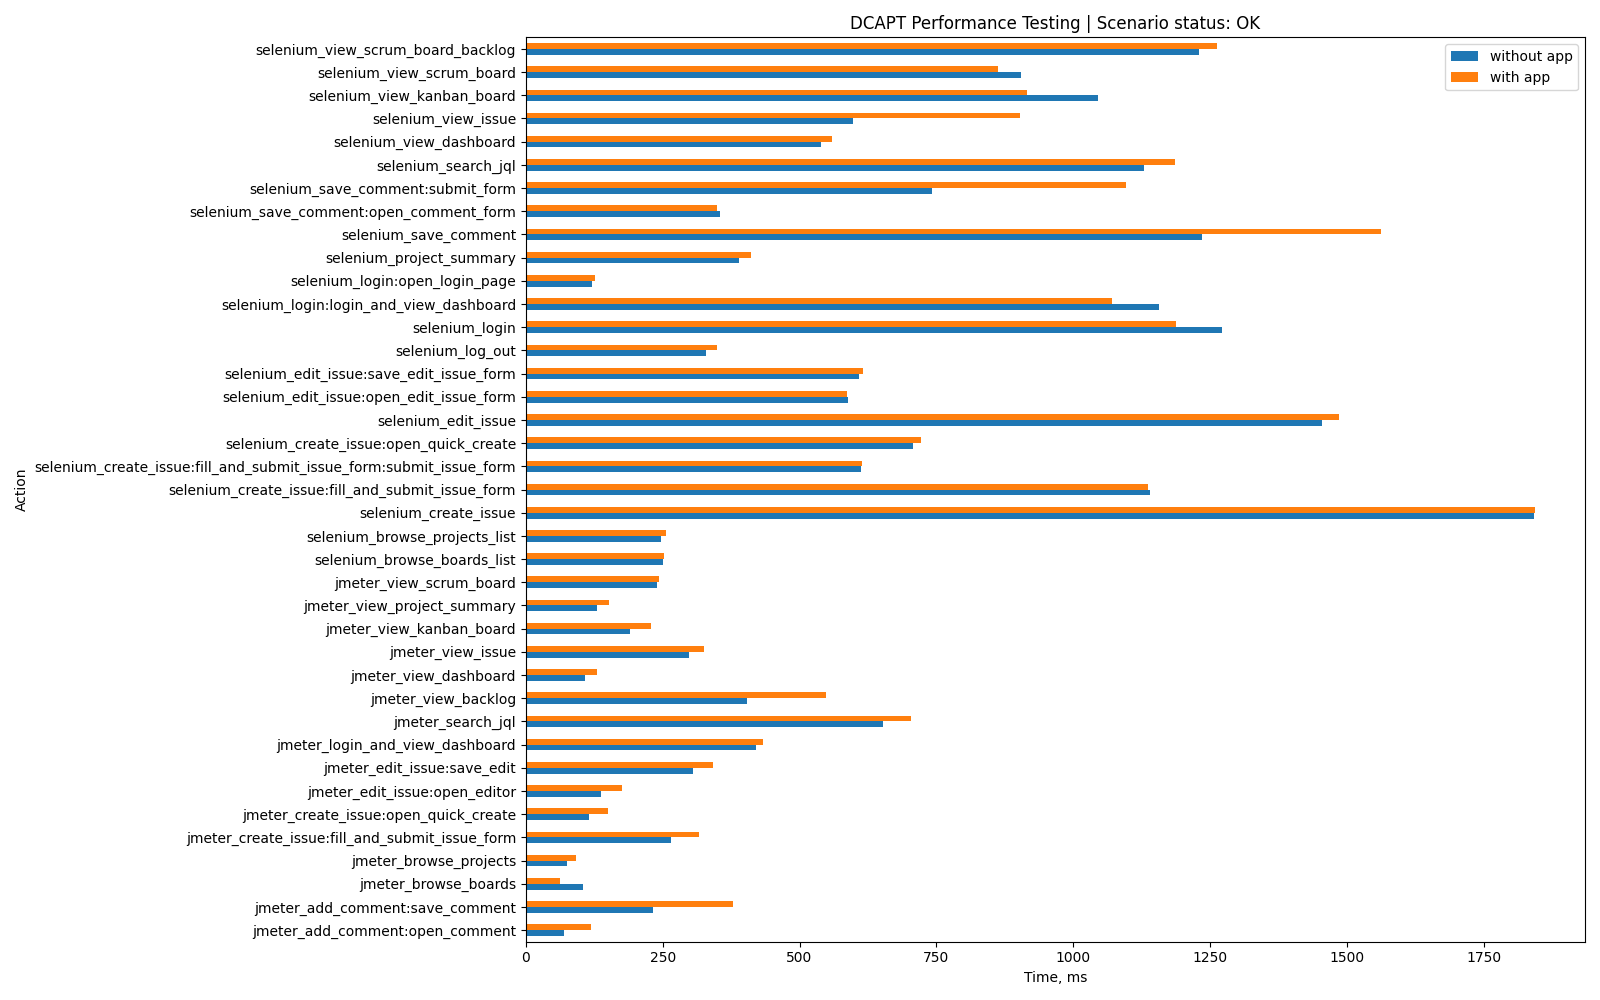 DCAPT Performance Testing | Scenario status: OK
without app
with app
selenium_view_scrum_board_backlog
selenium_view_scrum_board
selenium_view_kanban_board
selenium_view_issue
selenium_view_dashboard
selenium_search_jql
selenium_save_comment:submit_form
selenium_save_comment:open_comment_form
selenium_save_comment
selenium_project_summary
selenium_login:open_login_page
selenium_login:login_and_view_dashboard
selenium_login
selenium_log_out
selenium_edit_issue:save_edit_issue_form
selenium_edit_issue:open_edit_issue_form
selenium_edit_issue
selenium_create_issue:open_quick_create
selenium_create_issue:fill_and_submit_issue_form:submit_issue_form
selenium_create_issue:fill_and_submit_issue_form
selenium_create_issue
selenium_browse_projects_list
selenium_browse_boards_list
jmeter_view_scrum_board
jmeter_view_project_summary
jmeter_view_kanban_board
jmeter_view_issue
jmeter_view_dashboard
jmeter_view_backlog
jmeter_search_jql
jmeter_login_and_view_dashboard
jmeter_edit_issue:save_edit
jmeter_edit_issue:open_editor
jmeter_create_issue:open_quick_create
jmeter_create_issue:fill_and_submit_issue_form
jmeter_browse_projects
jmeter_browse_boards
jmeter_add_comment:save_comment
jmeter_add_comment:open_comment
Action
0 250 500 750 1000 1250 1500 1750
Time, ms